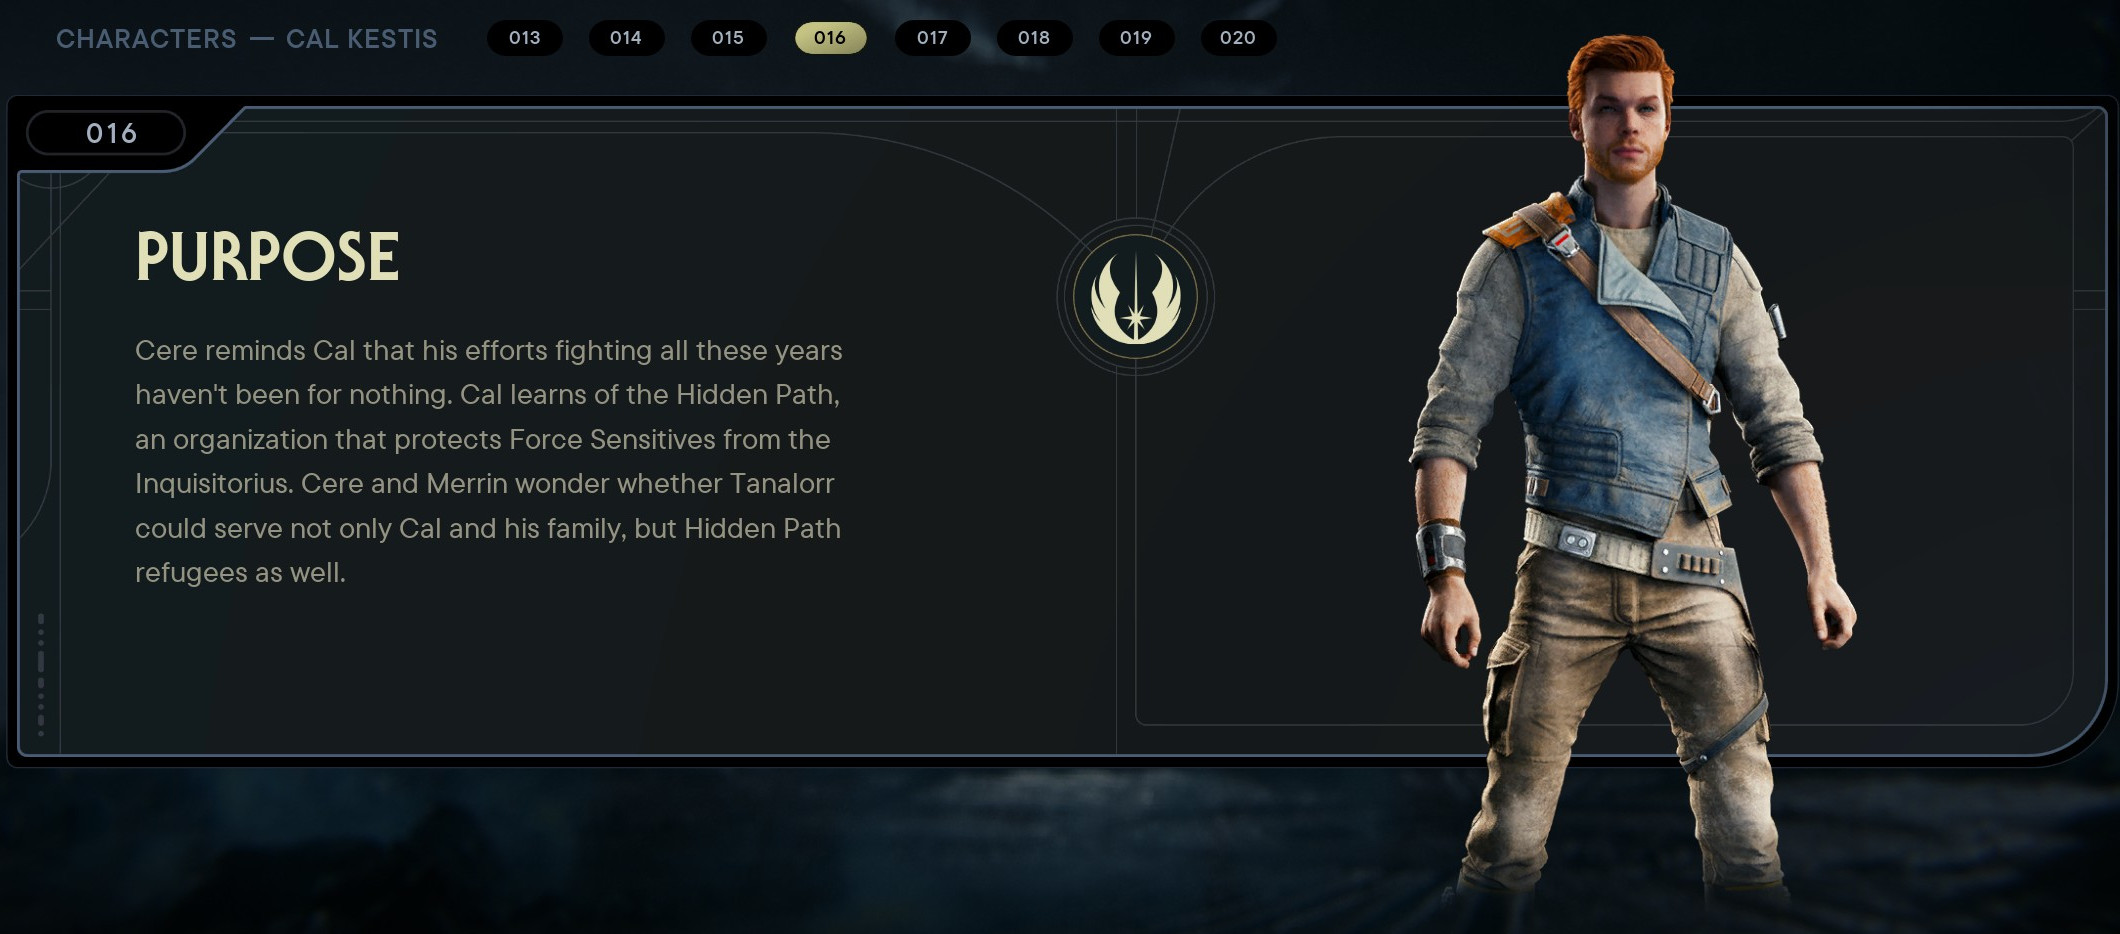 CHARACTERS — CAL KESTIS
013 014 015 016 017 018 019 020
016
PURPOSE
Cere reminds Cal that his efforts fighting all these years
haven't been for nothing. Cal learns of the Hidden Path,
an organization that protects Force Sensitives from the
Inquisitorius. Cere and Merrin wonder whether Tanalorr
could serve not only Cal and his family, but Hidden Path
refugees as well.